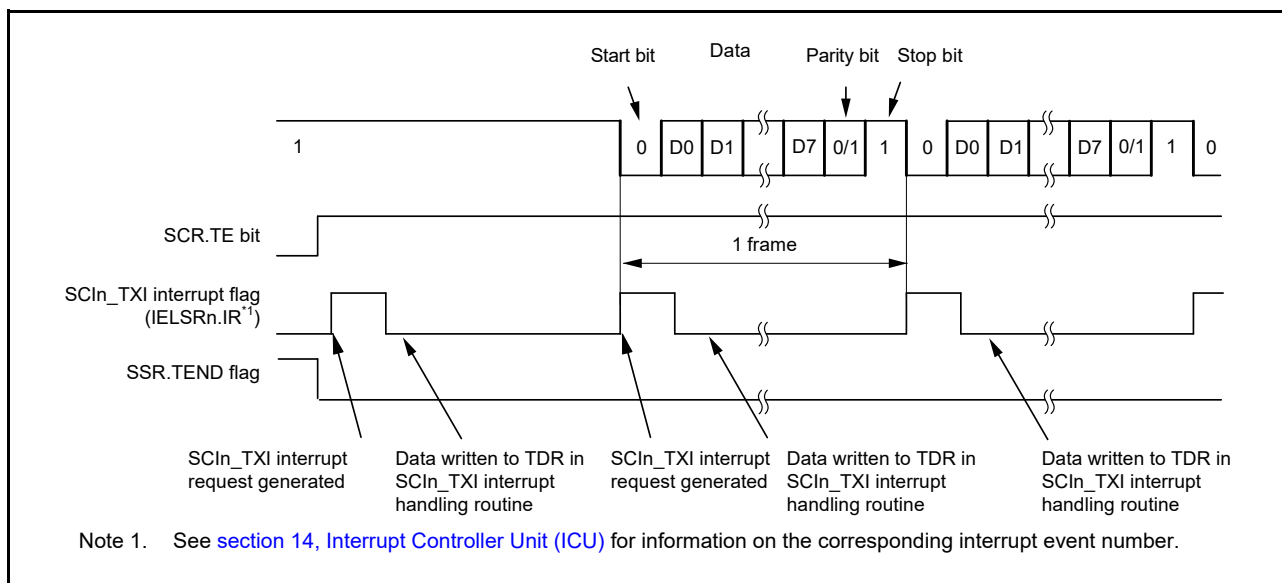 Start bit Data Parity bit Stop bit
1 0 D0 D1 D7 0/1 1 0 D0 D1 D7 0/1 1 0
SCR.TE bit
1 frame
SCIn_TXI interrupt flag
(IELSRn.IR*1)
SSR.TEND flag
SCIn_TXI interrupt
request generated
Data written to TDR in
SCIn_TXI interrupt
handling routine
SCIn_TXI interrupt
request generated
Data written to TDR in
SCIn_TXI interrupt
handling routine
Data written to TDR in
SCIn_TXI interrupt
handling routine
Note 1. See section 14, Interrupt Controller Unit (ICU) for information on the corresponding interrupt event number.